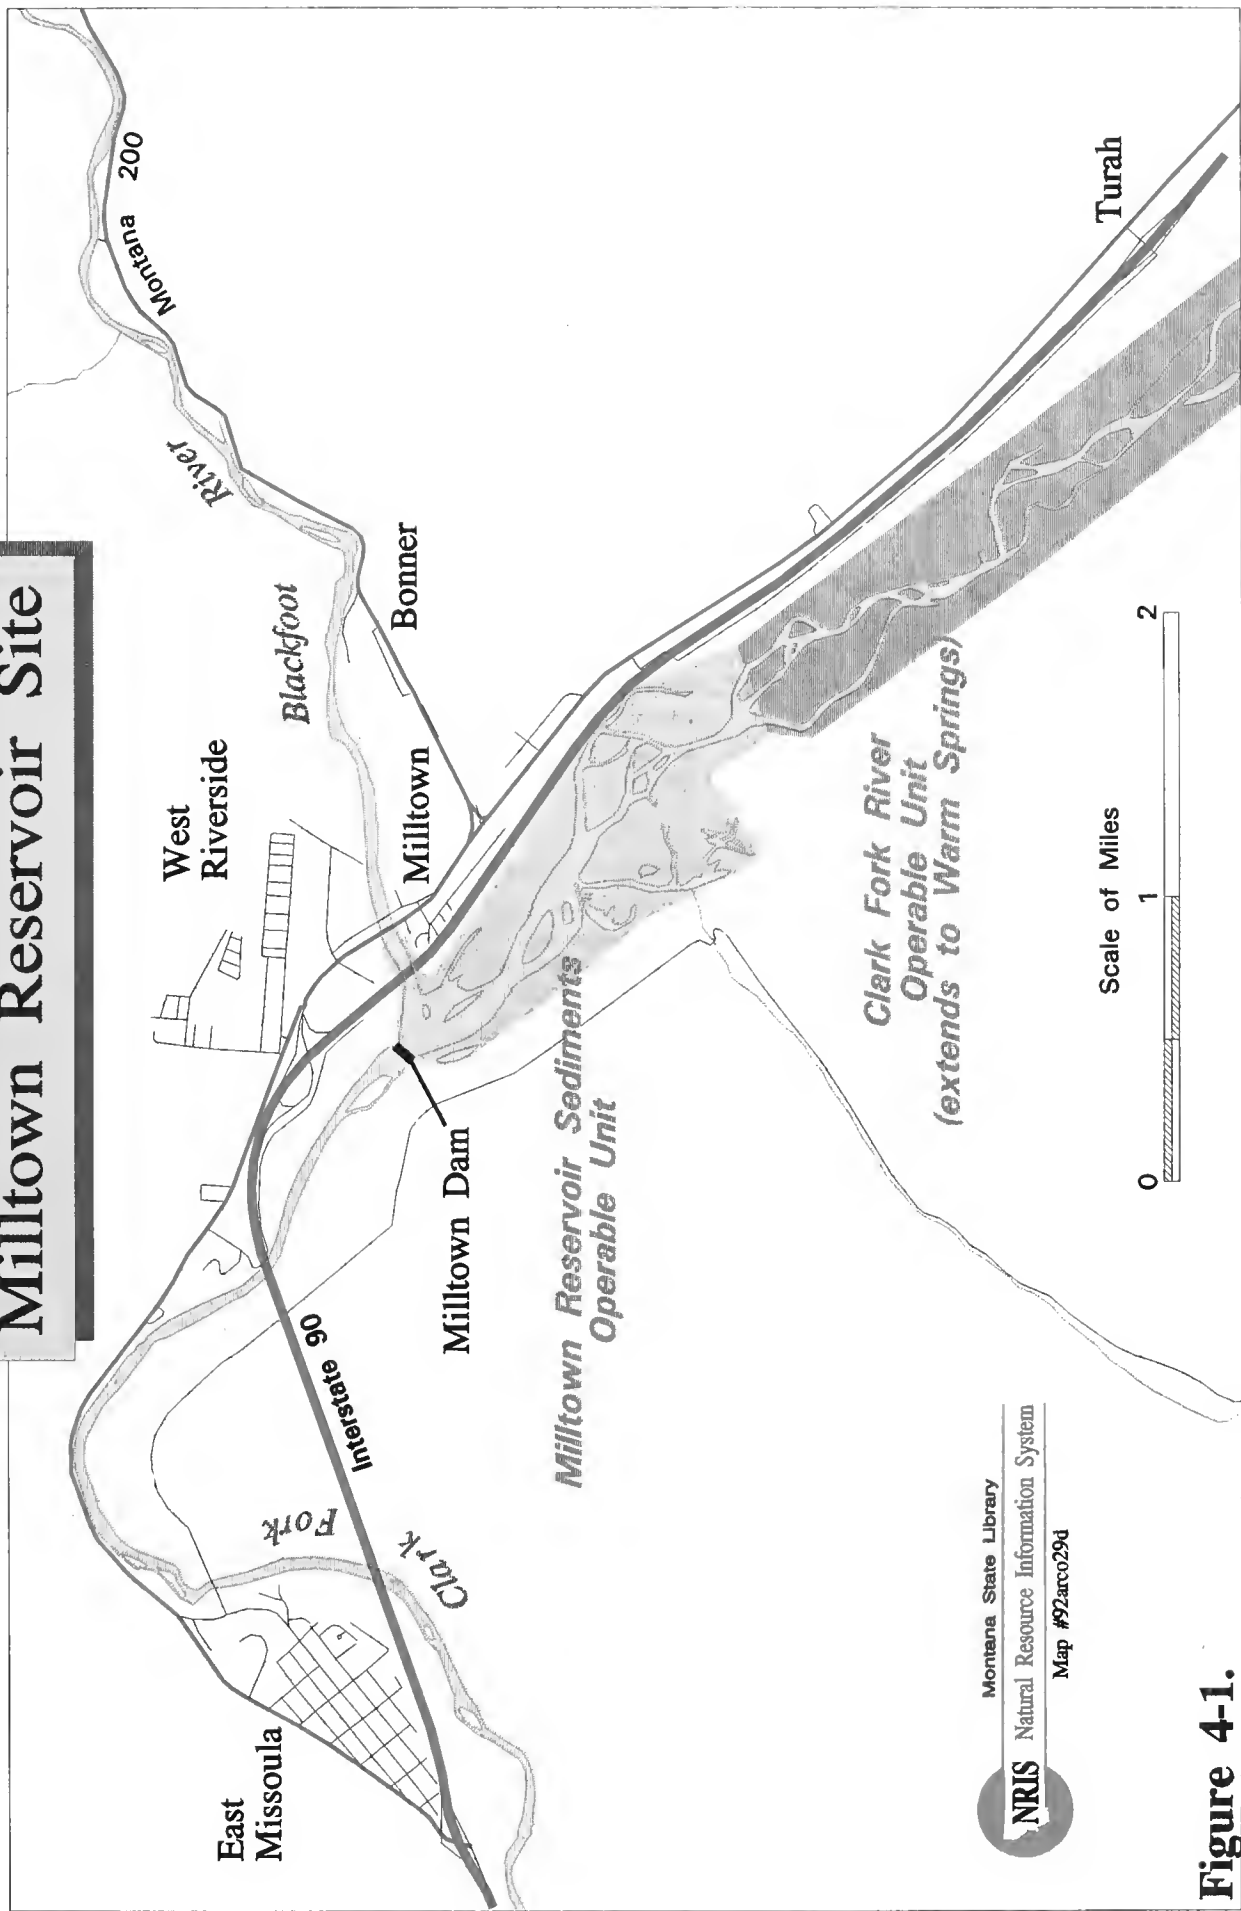 Milltown Reservoir Site
Montana 200
River
Blackfoot
West
Riverside
Bonner
Milltown
Turah
East
Missoula
Interstate 90
Clark Fork
Milltown Dam
Milltown Reservoir Sediments
Operable Unit
Clark Fork River
Operable Unit
(extends to Warm Springs)
Scale of Miles
0 1 2
Montana State Library
NRIS Natural Resource Information System
Map #92arco29d
Figure 4-1.